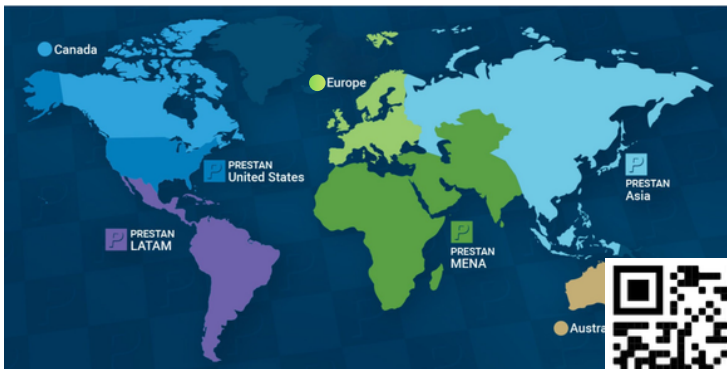 Canada
Europe
PRESTAN
United States
PRESTAN
Asia
PRESTAN
LATAM
PRESTAN
MENA
Austra